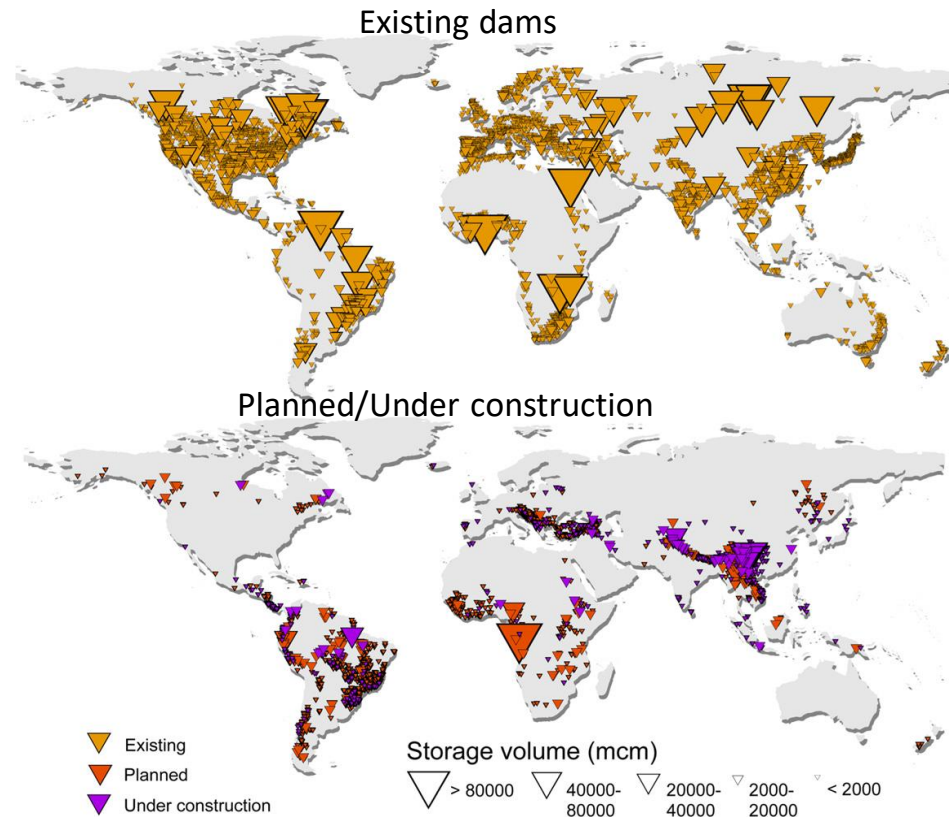 Existing dams
Planned/Under construction
Existing
Planned
Under construction
Storage volume (mcm)
> 80000
40000-
80000
20000-
40000
2000-
20000
< 2000